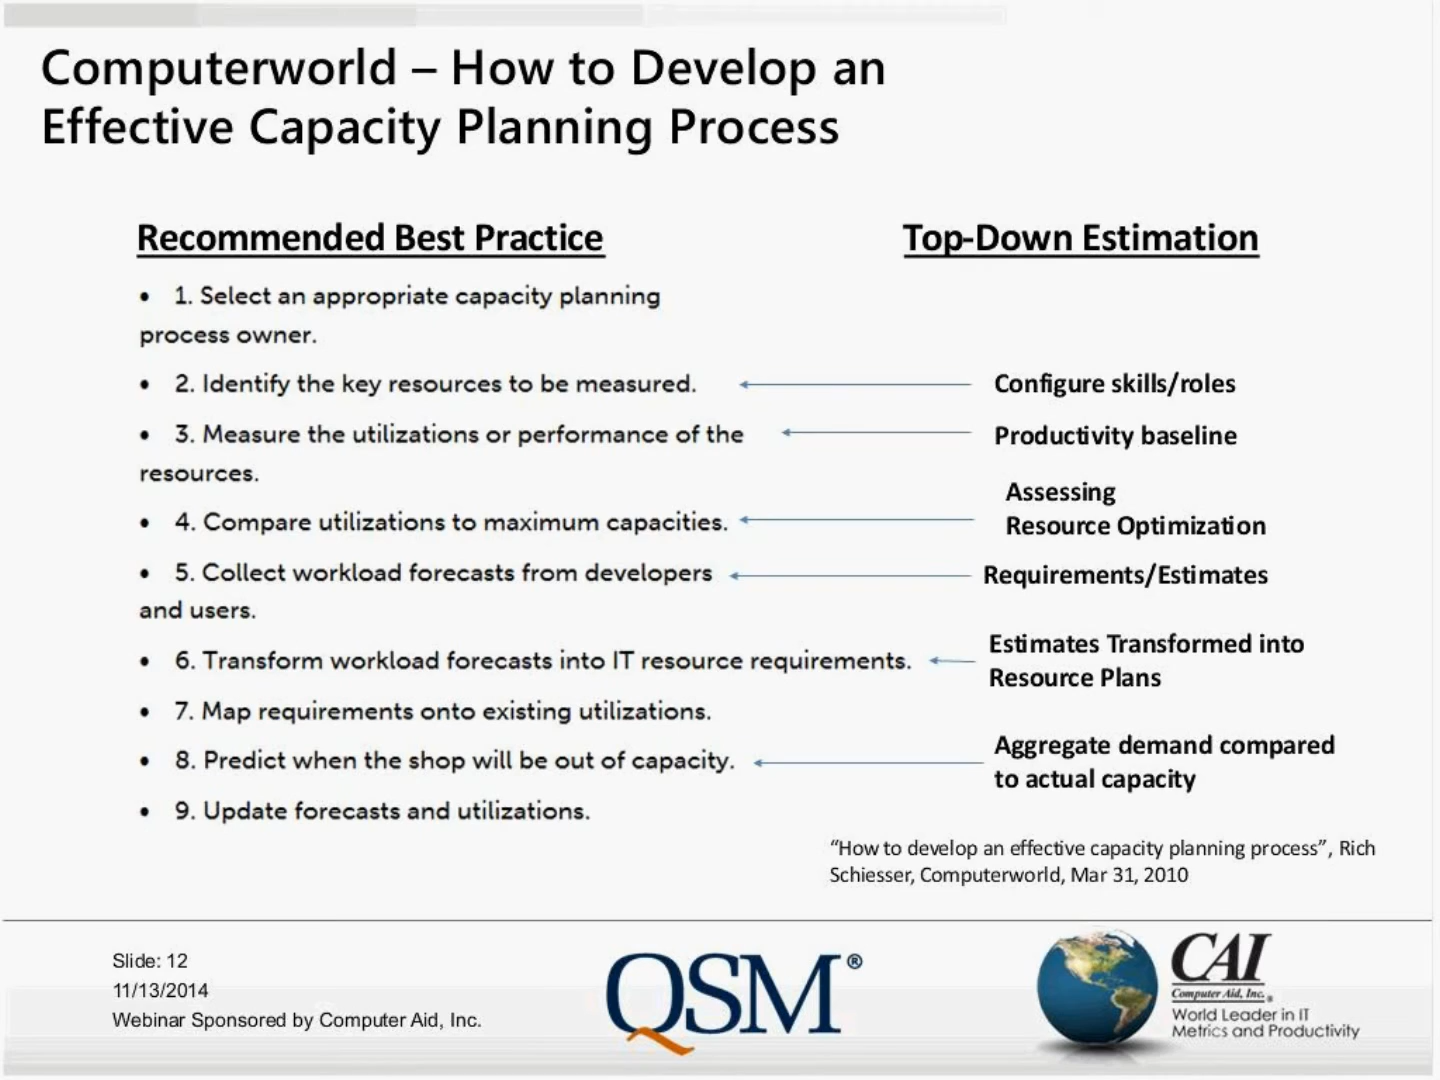 Computerworld – How to Develop an
Effective Capacity Planning Process
Recommended Best Practice
Top-Down Estimation
• 1. Select an appropriate capacity planning
process owner.
• 2. Identify the key resources to be measured.
Configure skills/roles
• 3. Measure the utilizations or performance of the
resources.
Productivity baseline
Assessing
Resource Optimization
• 4. Compare utilizations to maximum capacities.
• 5. Collect workload forecasts from developers
and users.
Requirements/Estimates
• 6. Transform workload forecasts into IT resource requirements.
Estimates Transformed into
Resource Plans
• 7. Map requirements onto existing utilizations.
• 8. Predict when the shop will be out of capacity.
Aggregate demand compared
to actual capacity
• 9. Update forecasts and utilizations.
“How to develop an effective capacity planning process”, Rich
Schiesser, Computerworld, Mar 31, 2010
Slide: 12
11/13/2014
Webinar Sponsored by Computer Aid, Inc.
QSM®
CAI
Computer Aid, Inc.®
World Leader in IT
Metrics and Productivity